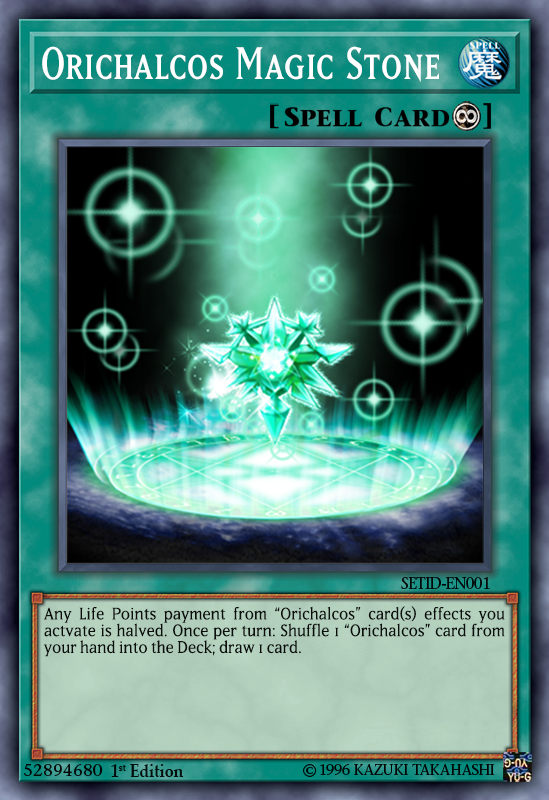 ORICHALCOS MAGIC STONE
SPELL
魔
[SPELL CARD]
SETID-EN001
Any Life Points payment from “Orichalcos” card(s) effects you
actvate is halved. Once per turn: Shuffle 1 “Orichalcos” card from
your hand into the Deck; draw 1 card.
52894680 1st Edition
© 1996 KAZUKI TAKAHASHI
YU-G
YU-G